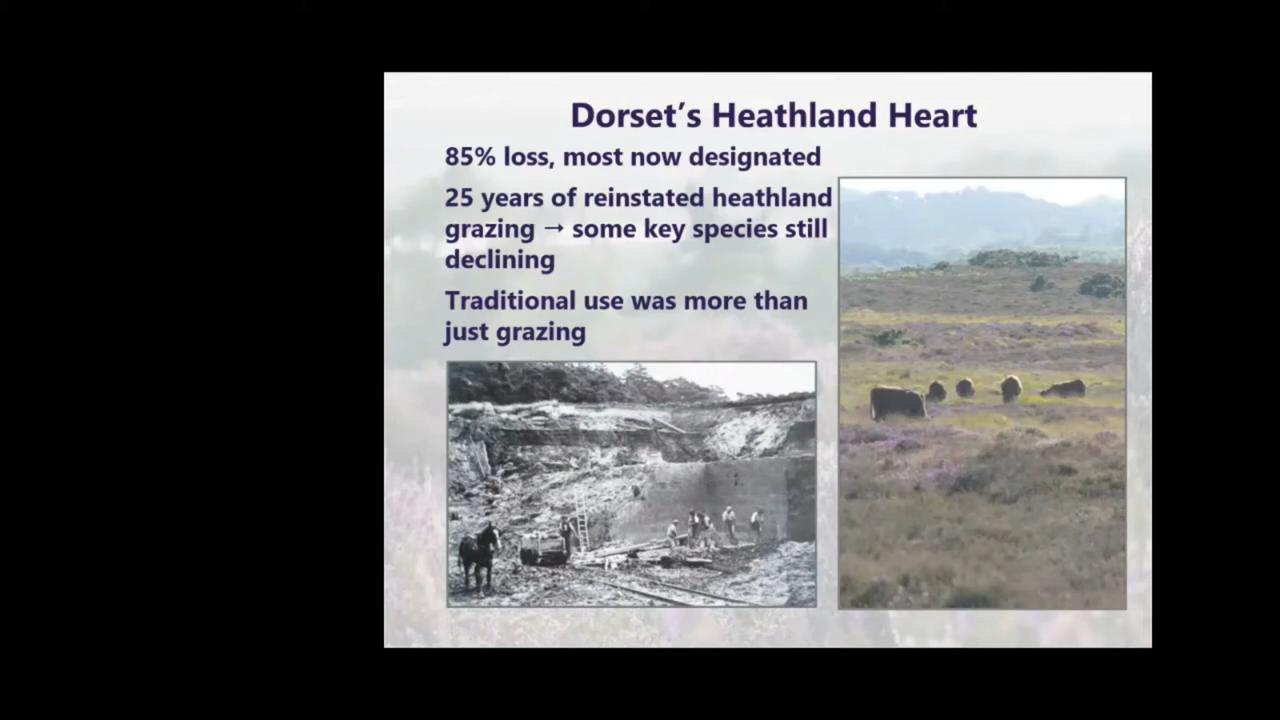 Dorset’s Heathland Heart
85% loss, most now designated
25 years of reinstated heathland
grazing → some key species still
declining
Traditional use was more than
just grazing